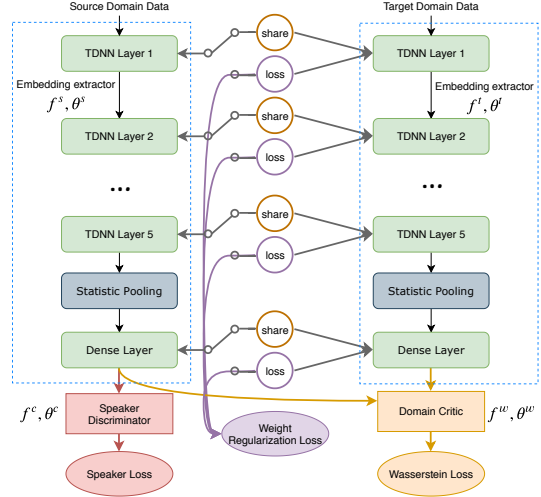 Source Domain Data
Target Domain Data
share
TDNN Layer 1
TDNN Layer 1
loss
Embedding extractor
f^s, θ^s
Embedding extractor
f^t, θ^t
share
TDNN Layer 2
TDNN Layer 2
loss
...
...
share
TDNN Layer 5
TDNN Layer 5
loss
Statistic Pooling
Statistic Pooling
share
Dense Layer
Dense Layer
loss
f^c, θ^c
Speaker
Discriminator
Domain Critic
f^w, θ^w
Weight
Regularization Loss
Speaker Loss
Wasserstein Loss